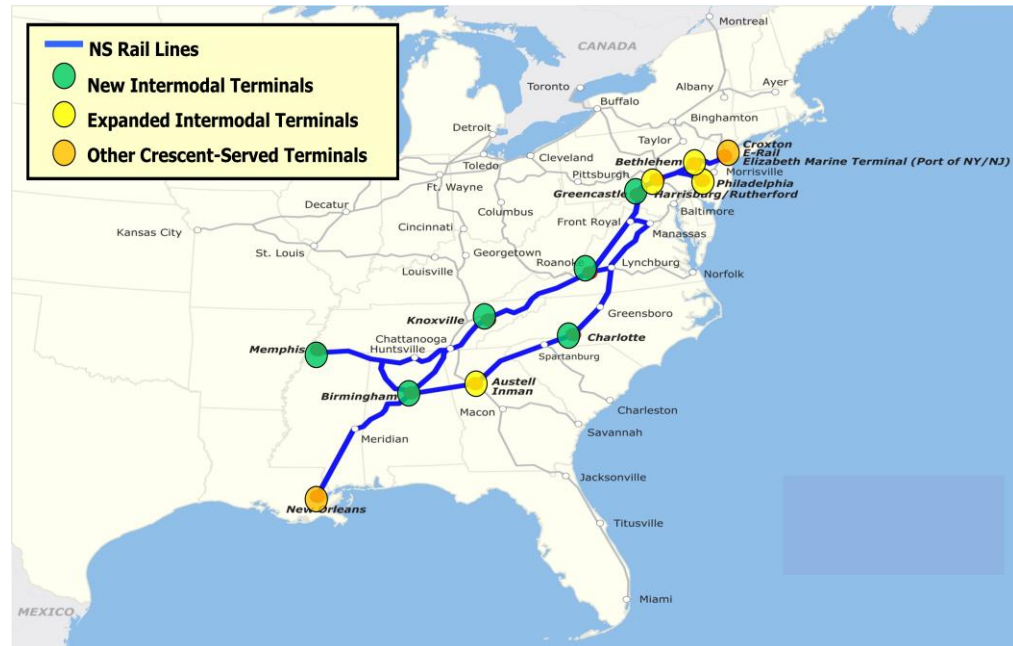 NS Rail Lines
New Intermodal Terminals
Expanded Intermodal Terminals
Other Crescent-Served Terminals
Montreal
CANADA
Toronto
Albany
Ayer
Buffalo
Binghamton
Detroit
Taylor
Croxton
E-Rail
Elizabeth Marine Terminal (Port of NY/NJ)
Toledo
Cleveland
Bethlehem
Morrisville
Pittsburgh
Philadelphia
Ft. Wayne
Greencastle
Harrisburg/Rutherford
Decatur
Columbus
Baltimore
Kansas City
Cincinnati
Front Royal
Manassas
St. Louis
Georgetown
Roanoke
Lynchburg
Louisville
Norfolk
Knoxville
Greensboro
Chattanooga
Charlotte
Memphis
Huntsville
Spartanburg
Austell
Inman
Birmingham
Macon
Charleston
Meridian
Savannah
Jacksonville
New Orleans
Titusville
Miami
MEXICO